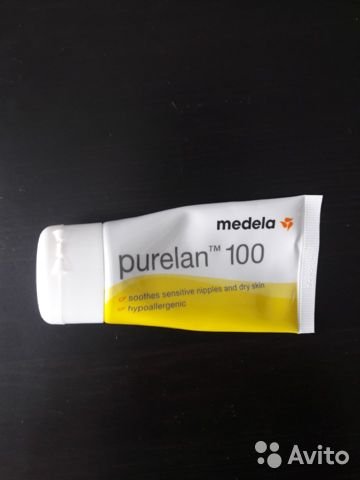 medela
purelan™ 100
soothes sensitive nipples and dry skin
hypoallergenic
Avito